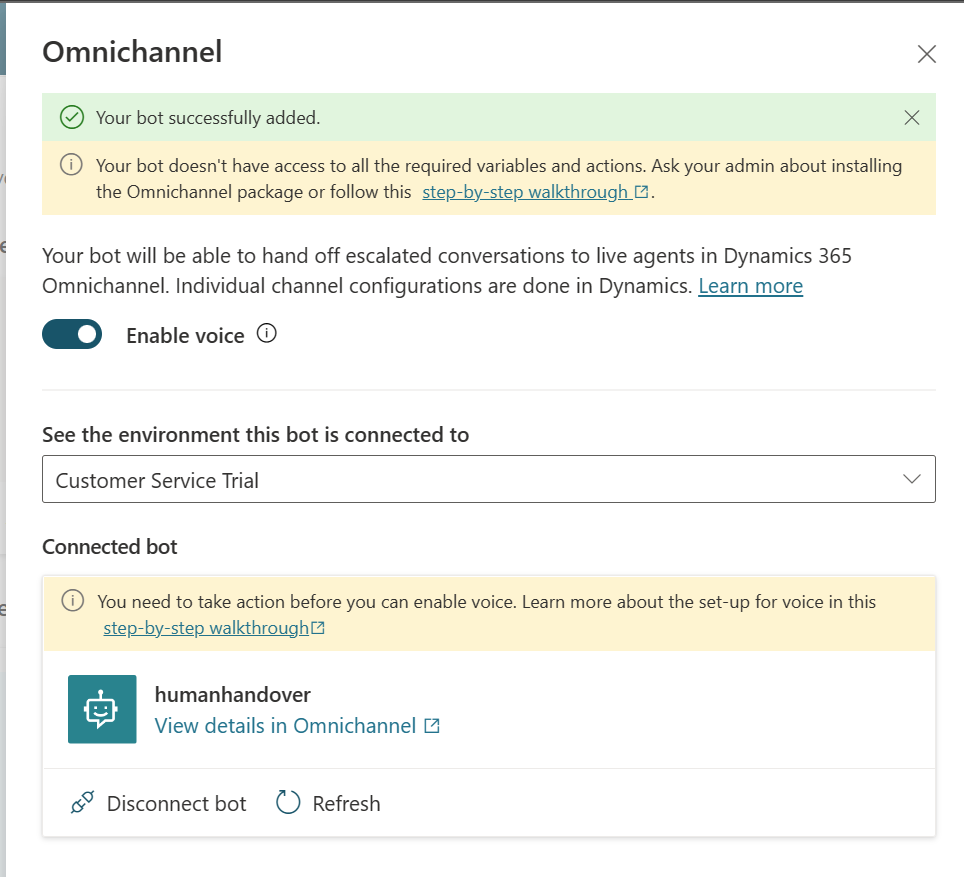 Omnichannel
Your bot successfully added.
Your bot doesn't have access to all the required variables and actions. Ask your admin about installing
the Omnichannel package or follow this step-by-step walkthrough.
Your bot will be able to hand off escalated conversations to live agents in Dynamics 365
Omnichannel. Individual channel configurations are done in Dynamics. Learn more
Enable voice
See the environment this bot is connected to
Customer Service Trial
Connected bot
You need to take action before you can enable voice. Learn more about the set-up for voice in this
step-by-step walkthrough
humanhandover
View details in Omnichannel
Disconnect bot Refresh